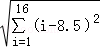 √(∑_{i=1}^{16} (i-8.5)²)